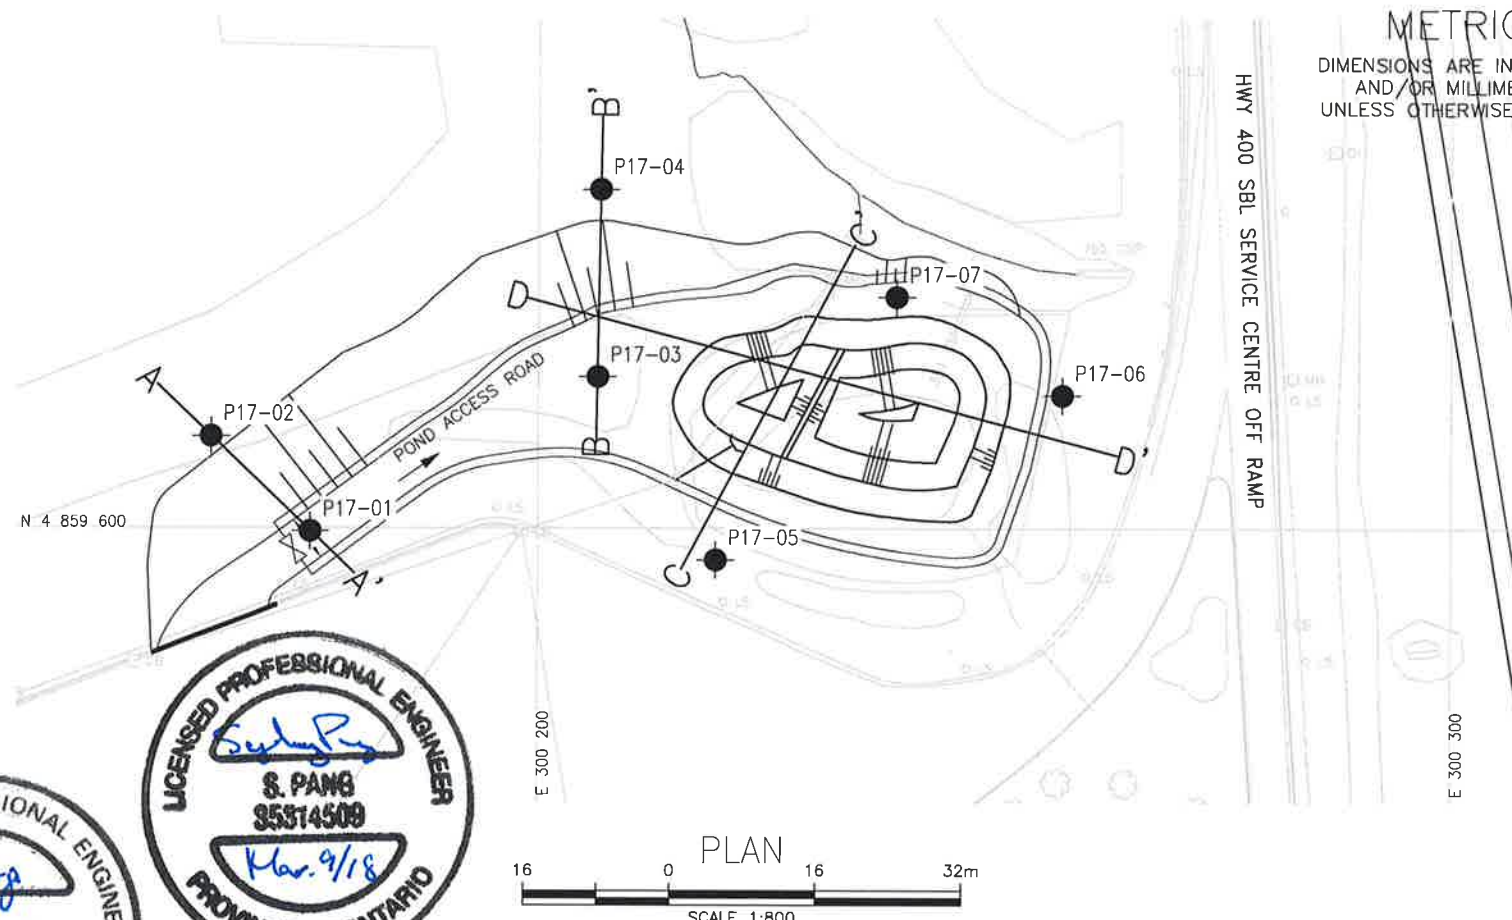 METRIC
DIMENSIONS ARE IN
AND/OR MILLIME
UNLESS OTHERWISE
HWY 400 SBL SERVICE CENTRE OFF RAMP
B'
P17-04
C'
D
P17-07
P17-03
P17-06
A
P17-02
POND ACCESS ROAD
B
D'
N 4 859 600
P17-01
P17-05
A'
C
E 300 200
E 300 300
LICENSED PROFESSIONAL ENGINEER
S. PANG
Mar. 9/18
IONAL ENGINE
PLAN
16 0 16 32m
SCALE 1:800